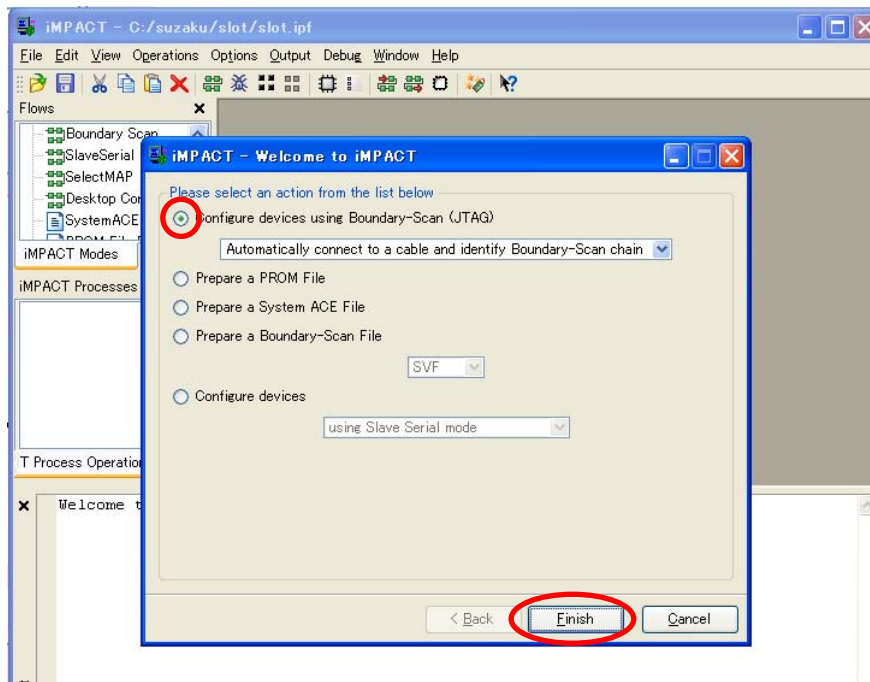 iMPACT - C:/suzaku/slot/slot.ipf
File Edit View Operations Options Output Debug Window Help
Flows
Boundary Scan
SlaveSerial
SelectMAP
Desktop Con
SystemACE
iMPACT Modes
iMPACT Processes
T Process Operatio
Welcome t
iMPACT - Welcome to iMPACT
Please select an action from the list below
Configure devices using Boundary-Scan (JTAG)
Automatically connect to a cable and identify Boundary-Scan chain
Prepare a PROM File
Prepare a System ACE File
Prepare a Boundary-Scan File
SVF
Configure devices
using Slave Serial mode
< Back Finish Cancel